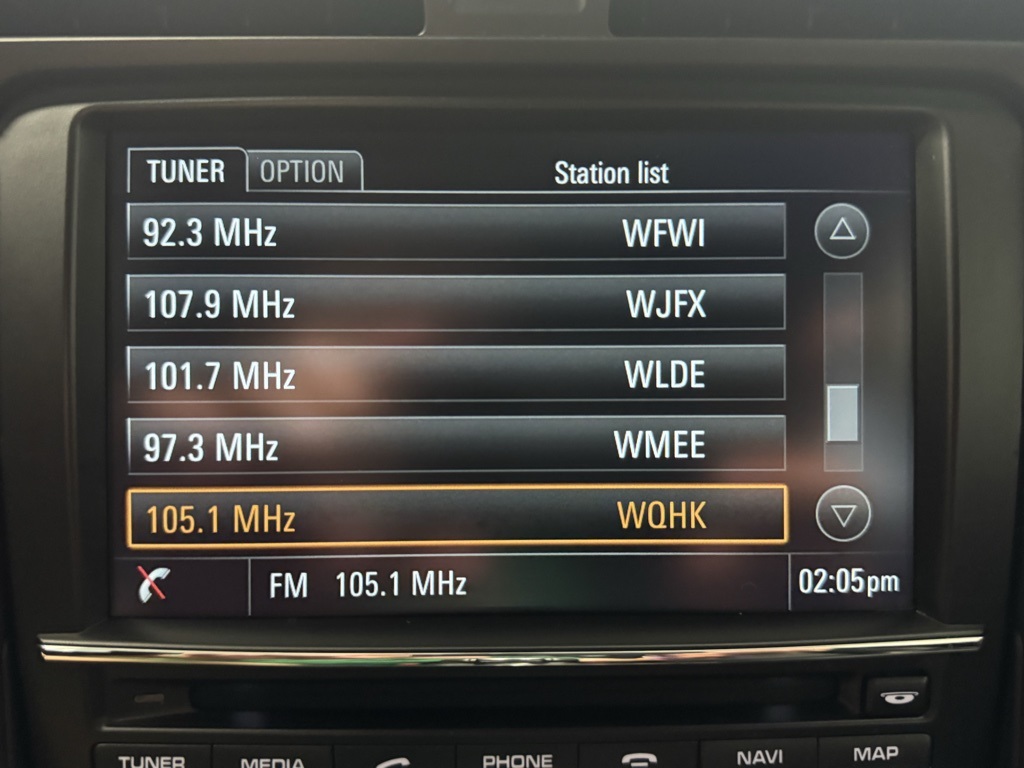 TUNER OPTION Station list
92.3 MHz WFWI
107.9 MHz WJFX
101.7 MHz WLDE
97.3 MHz WMEE
105.1 MHz WQHK
FM 105.1 MHz 02:05pm
TUNER MEDIA PHONE NAVI MAP